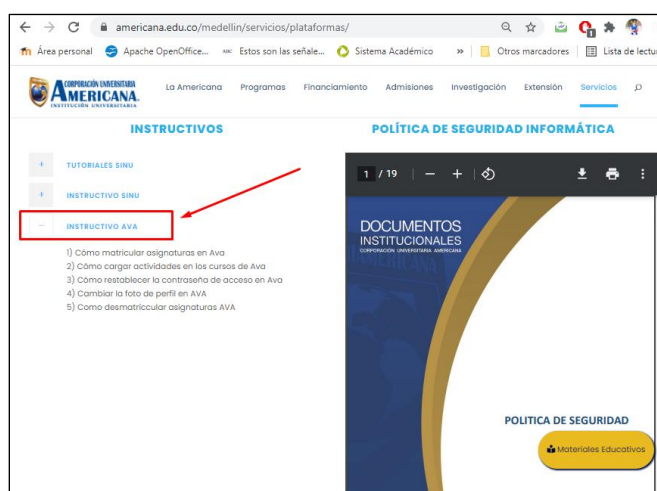 americana.edu.co/medellin/servicios/plataformas/
Área personal
Apache OpenOffice...
Estos son las señale...
Sistema Académico
»
Otros marcadores
Lista de lectu
CORPORACIÓN UNIVERSITARIA
AMERICANA.
INSTITUCIÓN UNIVERSITARIA
La Americana
Programas
Financiamiento
Admisiones
Investigación
Extensión
Servicios
INSTRUCTIVOS
+ TUTORIALES SINU
+ INSTRUCTIVO SINU
− INSTRUCTIVO AVA
1) Cómo matricular asignaturas en Ava
2) Cómo cargar actividades en los cursos de Ava
3) Cómo restablecer la contraseña de acceso en Ava
4) Cambiar la foto de perfil en AVA
5) Como desmatriccular asignaturas AVA
POLÍTICA DE SEGURIDAD INFORMÁTICA
1 / 19
DOCUMENTOS
INSTITUCIONALES
CORPORACIÓN UNIVERSITARIA AMERICANA
POLITICA DE SEGURIDAD
Materiales Educativos